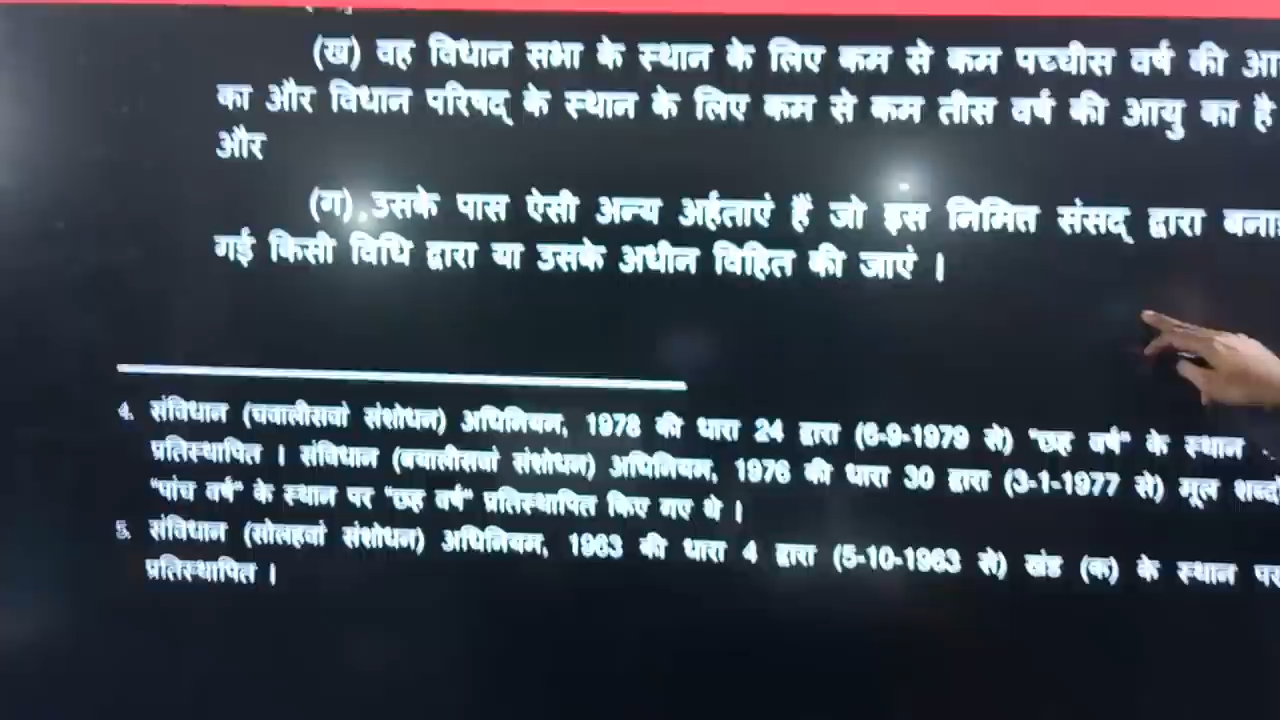 (ख) वह विधान सभा के स्थान के लिए कम से कम पच्चीस वर्ष की
का और विधान परिषद् के स्थान के लिए कम से कम तीस वर्ष की आयु का है
और
(ग) उसके पास ऐसी अन्य अर्हताएं हैं जो इस निमित संसद् द्वारा
गई किसी विधि द्वारा या उसके अधीन विहित की जाएं ।
4. संविधान (चवालीसवां संशोधन) अधिनियम, 1978 की धारा 24 द्वारा (6-9-1979 से) "छह वर्ष" के स्थान
प्रतिस्थापित । संविधान (बयालीसवां संशोधन) अधिनियम, 1976 की धारा 30 द्वारा (3-1-1977 से) मूल
"पांच वर्ष" के स्थान पर "छह वर्ष" प्रतिस्थापित किए गए थे ।
5. संविधान (सोलहवां संशोधन) अधिनियम, 1963 की धारा 4 द्वारा (5-10-1963 से) खंड (क) के स्थान पर
प्रतिस्थापित ।